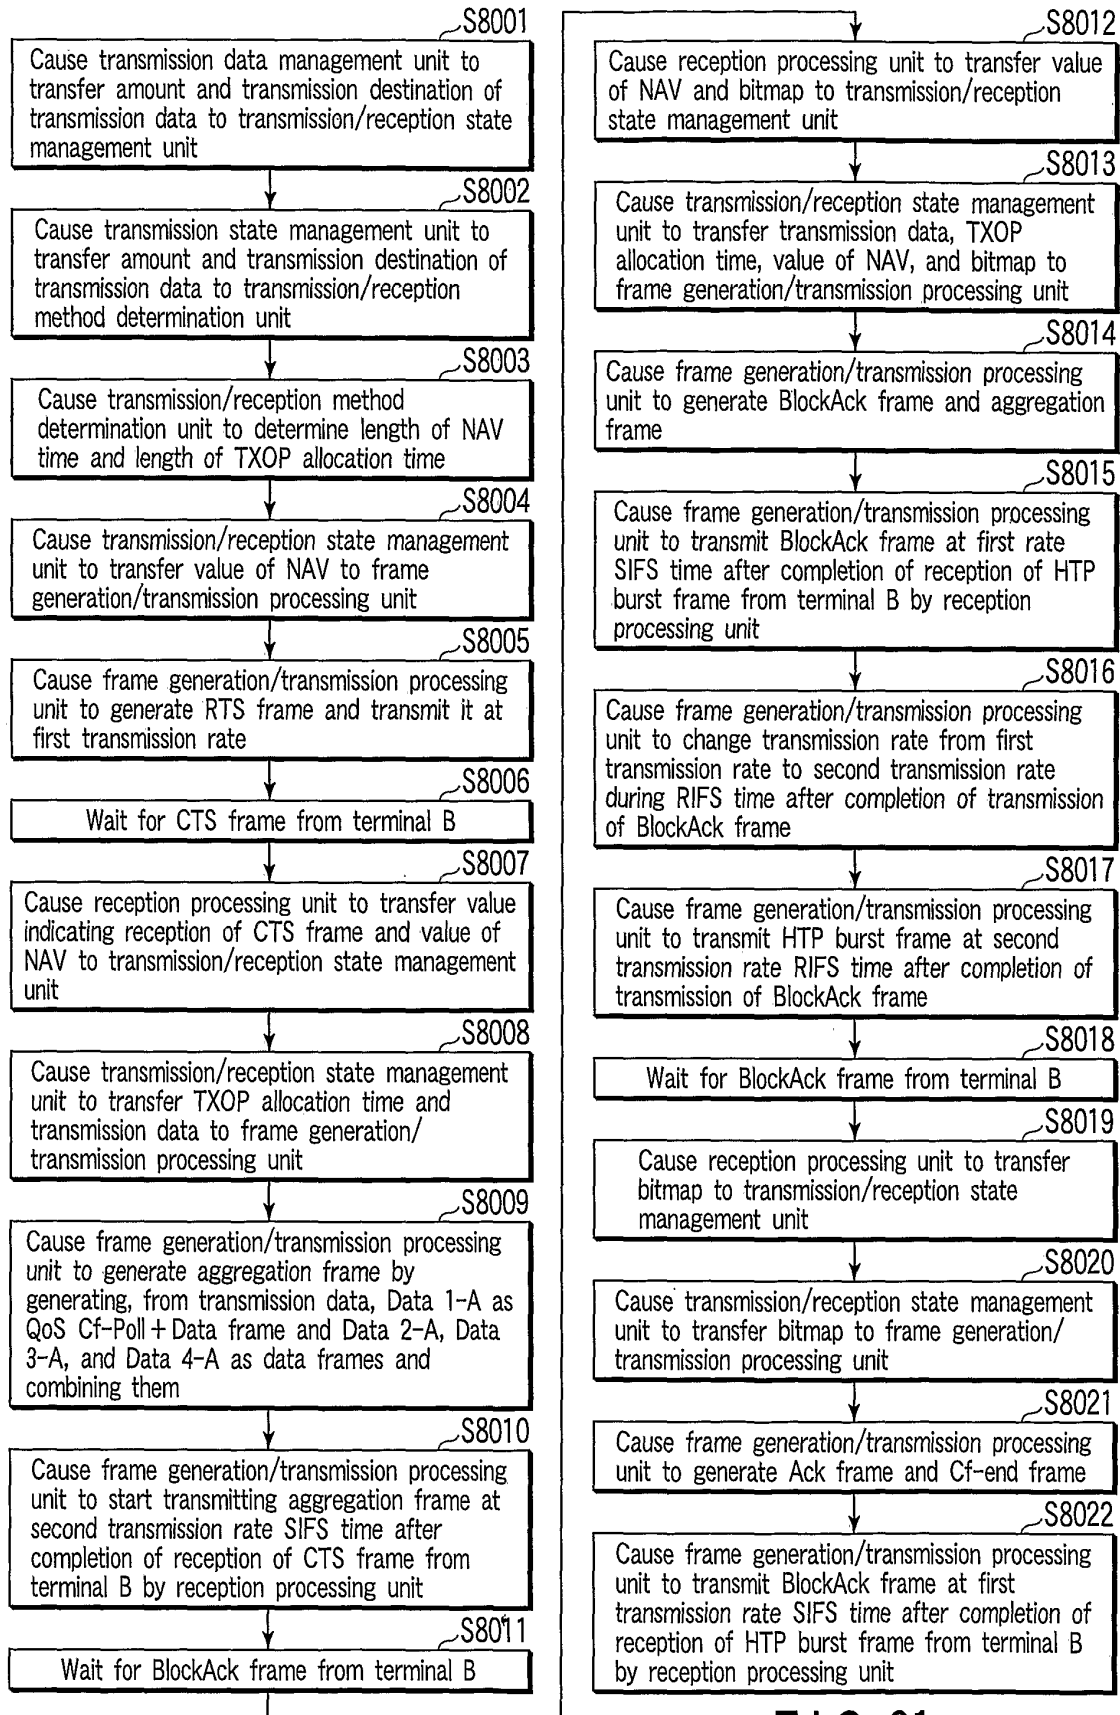 S8001
Cause transmission data management unit to
transfer amount and transmission destination of
transmission data to transmission/reception state
management unit
S8002
Cause transmission state management unit to
transfer amount and transmission destination of
transmission data to transmission/reception
method determination unit
S8003
Cause transmission/reception method
determination unit to determine length of NAV
time and length of TXOP allocation time
S8004
Cause transmission/reception state management
unit to transfer value of NAV to frame
generation/transmission processing unit
S8005
Cause frame generation/transmission processing
unit to generate RTS frame and transmit it at
first transmission rate
S8006
Wait for CTS frame from terminal B
S8007
Cause reception processing unit to transfer value
indicating reception of CTS frame and value of
NAV to transmission/reception state management
unit
S8008
Cause transmission/reception state management
unit to transfer TXOP allocation time and
transmission data to frame generation/
transmission processing unit
S8009
Cause frame generation/transmission processing
unit to generate aggregation frame by
generating, from transmission data, Data 1-A as
QoS Cf-Poll+Data frame and Data 2-A, Data
3-A, and Data 4-A as data frames and
combining them
S8010
Cause frame generation/transmission processing
unit to start transmitting aggregation frame at
second transmission rate SIFS time after
completion of reception of CTS frame from
terminal B by reception processing unit
S8011
Wait for BlockAck frame from terminal B
S8012
Cause reception processing unit to transfer value
of NAV and bitmap to transmission/reception
state management unit
S8013
Cause transmission/reception state management
unit to transfer transmission data, TXOP
allocation time, value of NAV, and bitmap to
frame generation/transmission processing unit
S8014
Cause frame generation/transmission processing
unit to generate BlockAck frame and aggregation
frame
S8015
Cause frame generation/transmission processing
unit to transmit BlockAck frame at first rate
SIFS time after completion of reception of HTP
burst frame from terminal B by reception
processing unit
S8016
Cause frame generation/transmission processing
unit to change transmission rate from first
transmission rate to second transmission rate
during RIFS time after completion of transmission
of BlockAck frame
S8017
Cause frame generation/transmission processing
unit to transmit HTP burst frame at second
transmission rate RIFS time after completion of
transmission of BlockAck frame
S8018
Wait for BlockAck frame from terminal B
S8019
Cause reception processing unit to transfer
bitmap to transmission/reception state
management unit
S8020
Cause transmission/reception state management
unit to transfer bitmap to frame generation/
transmission processing unit
S8021
Cause frame generation/transmission processing
unit to generate Ack frame and Cf-end frame
S8022
Cause frame generation/transmission processing
unit to transmit BlockAck frame at first
transmission rate SIFS time after completion of
reception of HTP burst frame from terminal B
by reception processing unit